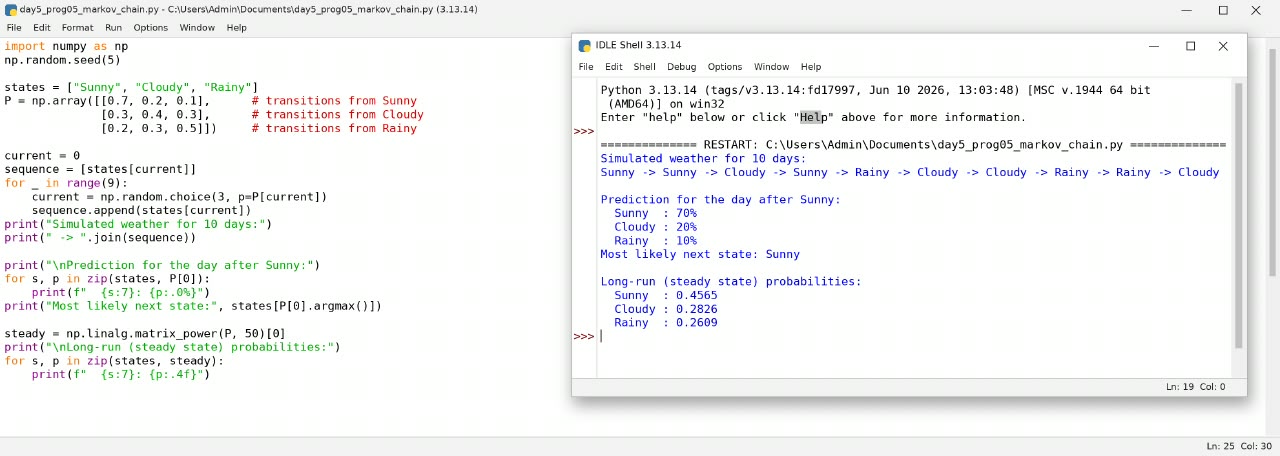 day5_prog05_markov_chain.py - C:\Users\Admin\Documents\day5_prog05_markov_chain.py (3.13.14)
File Edit Format Run Options Window Help
import numpy as np
np.random.seed(5)
states = ["Sunny", "Cloudy", "Rainy"]
P = np.array([[0.7, 0.2, 0.1],      # transitions from Sunny
              [0.3, 0.4, 0.3],      # transitions from Cloudy
              [0.2, 0.3, 0.5]])     # transitions from Rainy
current = 0
sequence = [states[current]]
for _ in range(9):
    current = np.random.choice(3, p=P[current])
    sequence.append(states[current])
print("Simulated weather for 10 days:")
print(" -> ".join(sequence))
print("\nPrediction for the day after Sunny:")
for s, p in zip(states, P[0]):
    print(f"  {s:7}: {p:.0%}")
print("Most likely next state:", states[P[0].argmax()])
steady = np.linalg.matrix_power(P, 50)[0]
print("\nLong-run (steady state) probabilities:")
for s, p in zip(states, steady):
    print(f"  {s:7}: {p:.4f}")
Ln: 25 Col: 30
IDLE Shell 3.13.14
File Edit Shell Debug Options Window Help
Python 3.13.14 (tags/v3.13.14:fd17997, Jun 10 2026, 13:03:48) [MSC v.1944 64 bit
 (AMD64)] on win32
Enter "help" below or click "Help" above for more information.
>>>
============== RESTART: C:\Users\Admin\Documents\day5_prog05_markov_chain.py ==============
Simulated weather for 10 days:
Sunny -> Sunny -> Cloudy -> Sunny -> Rainy -> Cloudy -> Cloudy -> Rainy -> Rainy -> Cloudy
Prediction for the day after Sunny:
  Sunny  : 70%
  Cloudy : 20%
  Rainy  : 10%
Most likely next state: Sunny
Long-run (steady state) probabilities:
  Sunny  : 0.4565
  Cloudy : 0.2826
  Rainy  : 0.2609
>>>
Ln: 19 Col: 0